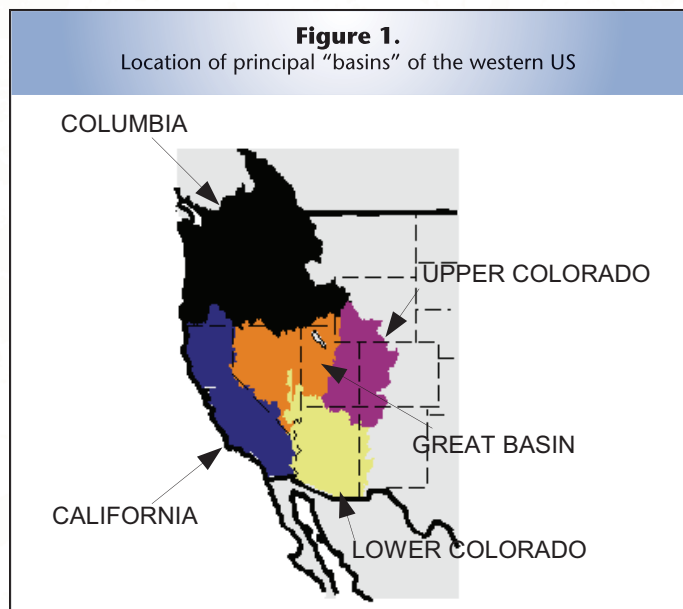 Figure 1.
Location of principal “basins” of the western US
COLUMBIA
UPPER COLORADO
GREAT BASIN
CALIFORNIA
LOWER COLORADO